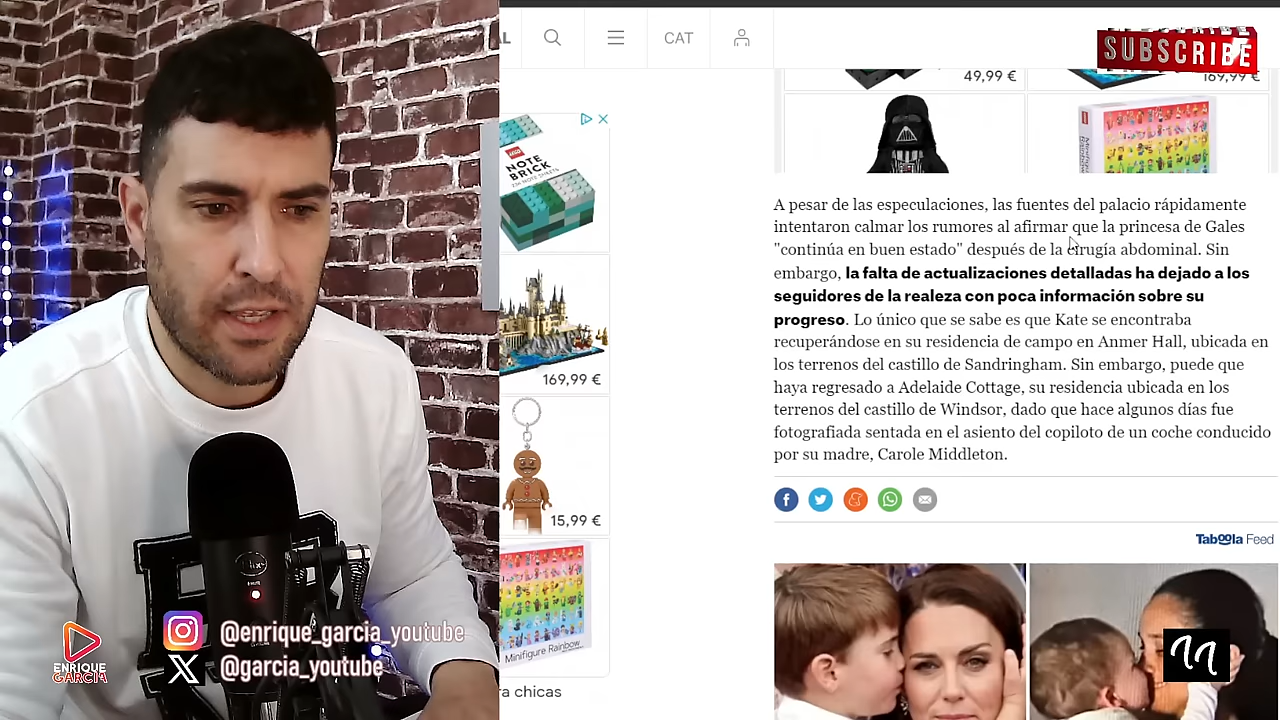 AL
CAT
SUBSCRIBE
49,99 €
169,99 €
LEGO
NOTE
BRICK
169,99 €
15,99 €
Minifigure Rainbow
ra chicas
A pesar de las especulaciones, las fuentes del palacio rápidamente
intentaron calmar los rumores al afirmar que la princesa de Gales
"continúa en buen estado" después de la cirugía abdominal. Sin
embargo, la falta de actualizaciones detalladas ha dejado a los
seguidores de la realeza con poca información sobre su
progreso. Lo único que se sabe es que Kate se encontraba
recuperándose en su residencia de campo en Anmer Hall, ubicada en
los terrenos del castillo de Sandringham. Sin embargo, puede que
haya regresado a Adelaide Cottage, su residencia ubicada en los
terrenos del castillo de Windsor, dado que hace algunos días fue
fotografiada sentada en el asiento del copiloto de un coche conducido
por su madre, Carole Middleton.
Taboola Feed
@enrique_garcia_youtube
@garcia_youtube
ENRIQUE
GARCIA